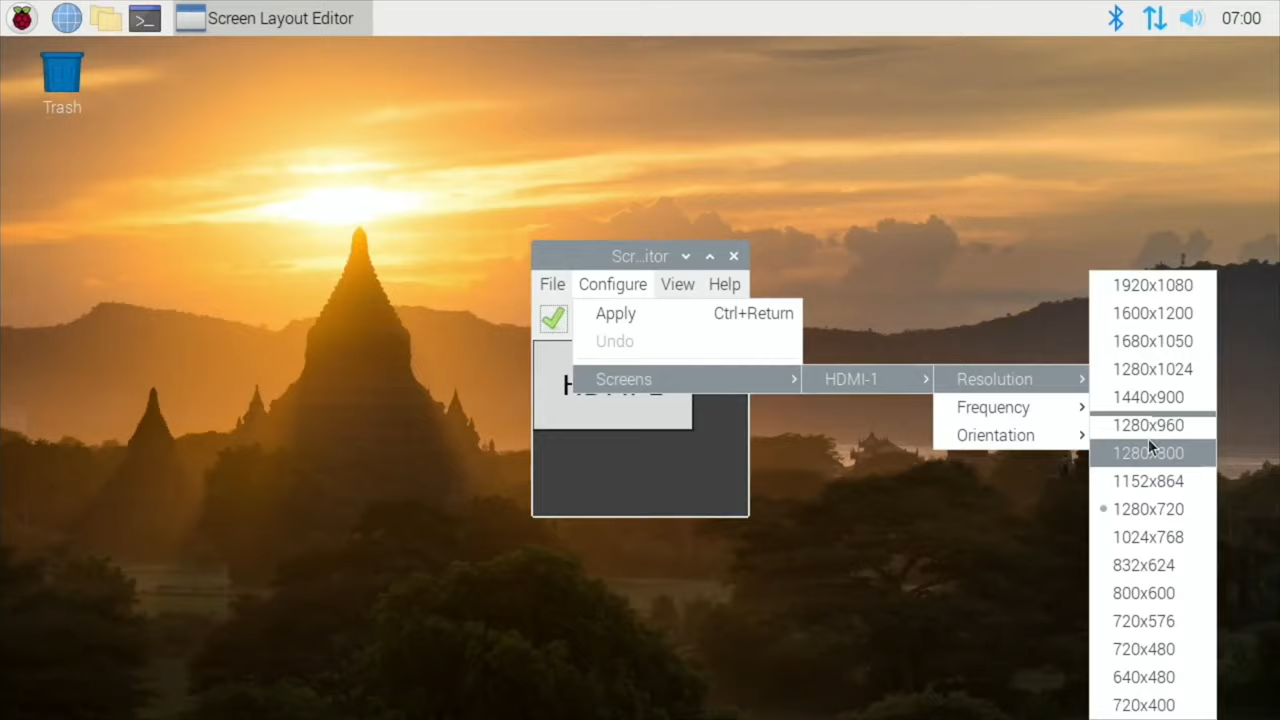 >_ Screen Layout Editor 07:00
Trash
Scr...itor
File Configure View Help
Apply Ctrl+Return
Undo
Screens
HDMI-1
Resolution
Frequency
Orientation
1920x1080
1600x1200
1680x1050
1280x1024
1440x900
1280x960
1280x800
1152x864
1280x720
1024x768
832x624
800x600
720x576
720x480
640x480
720x400